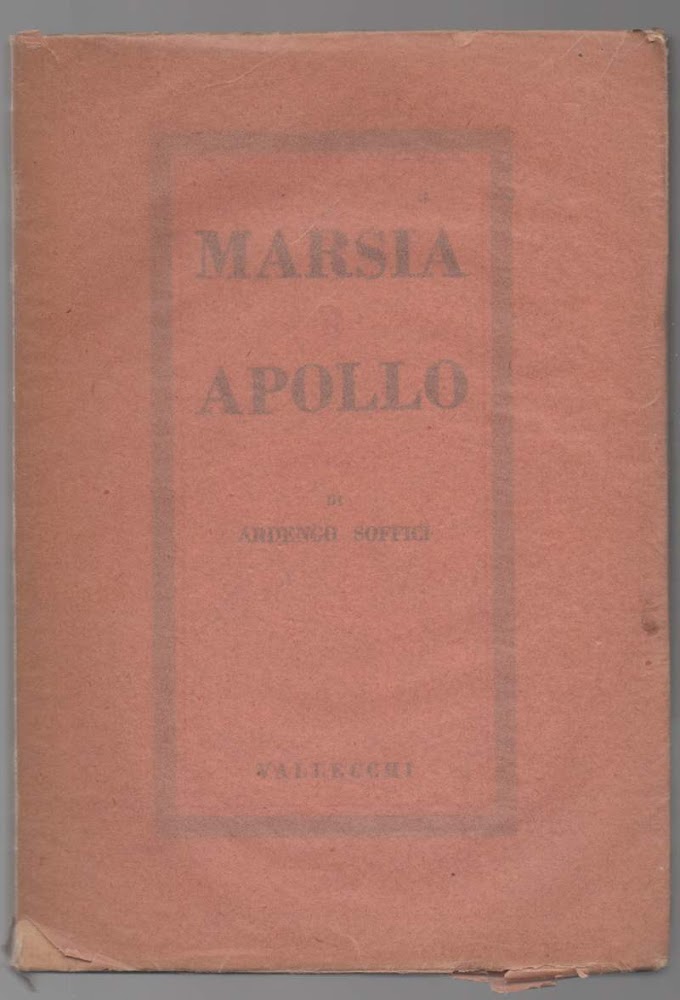 MARSIA
E
APOLLO
DI
ARDENGO SOFFICI
VALLECCHI